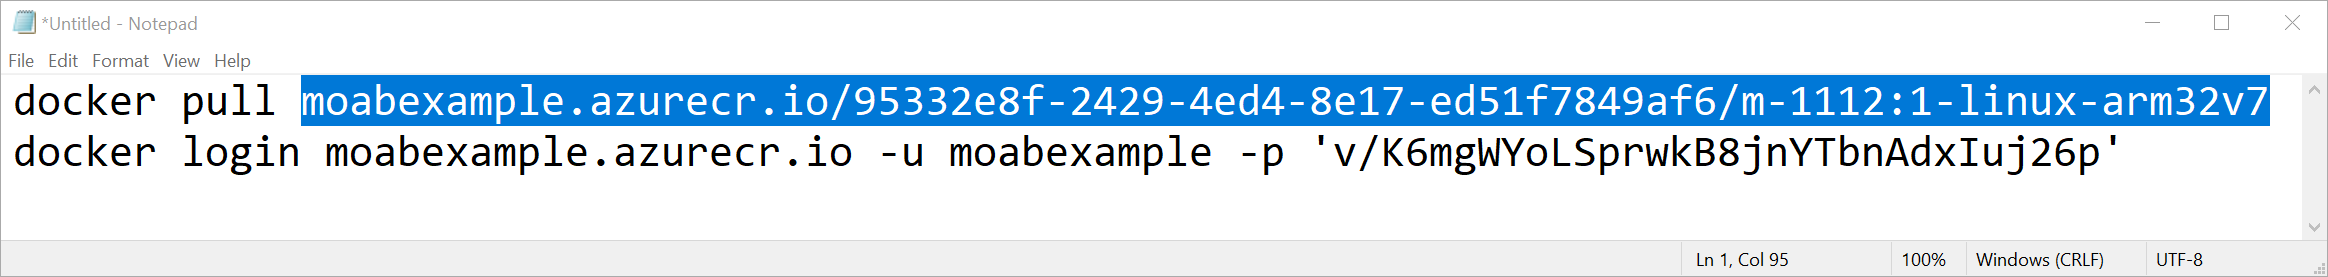 *Untitled - Notepad
File Edit Format View Help
docker pull moabexample.azurecr.io/95332e8f-2429-4ed4-8e17-ed51f7849af6/m-1112:1-linux-arm32v7
docker login moabexample.azurecr.io -u moabexample -p 'v/K6mgWYoLSprwkB8jnYTbnAdxIuj26p'
Ln 1, Col 95 100% Windows (CRLF) UTF-8